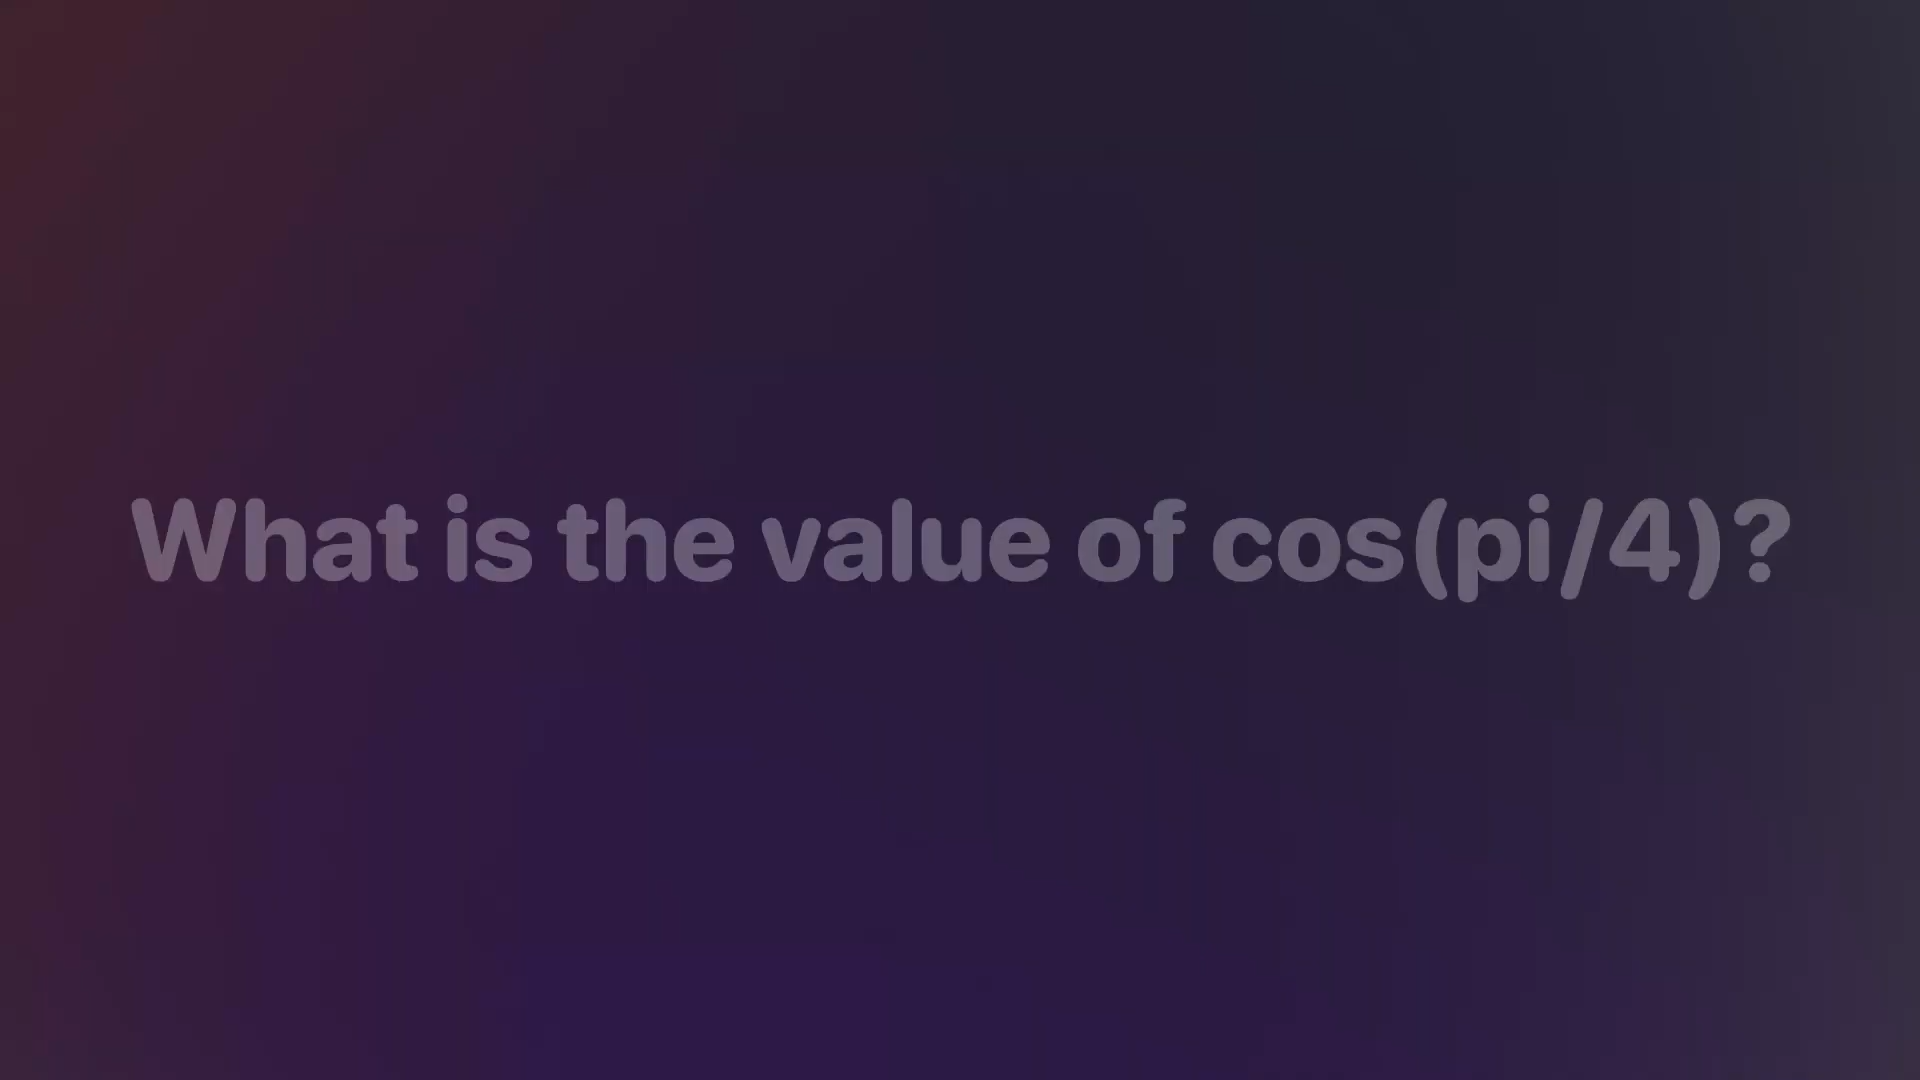 What is the value of cos(pi/4)?